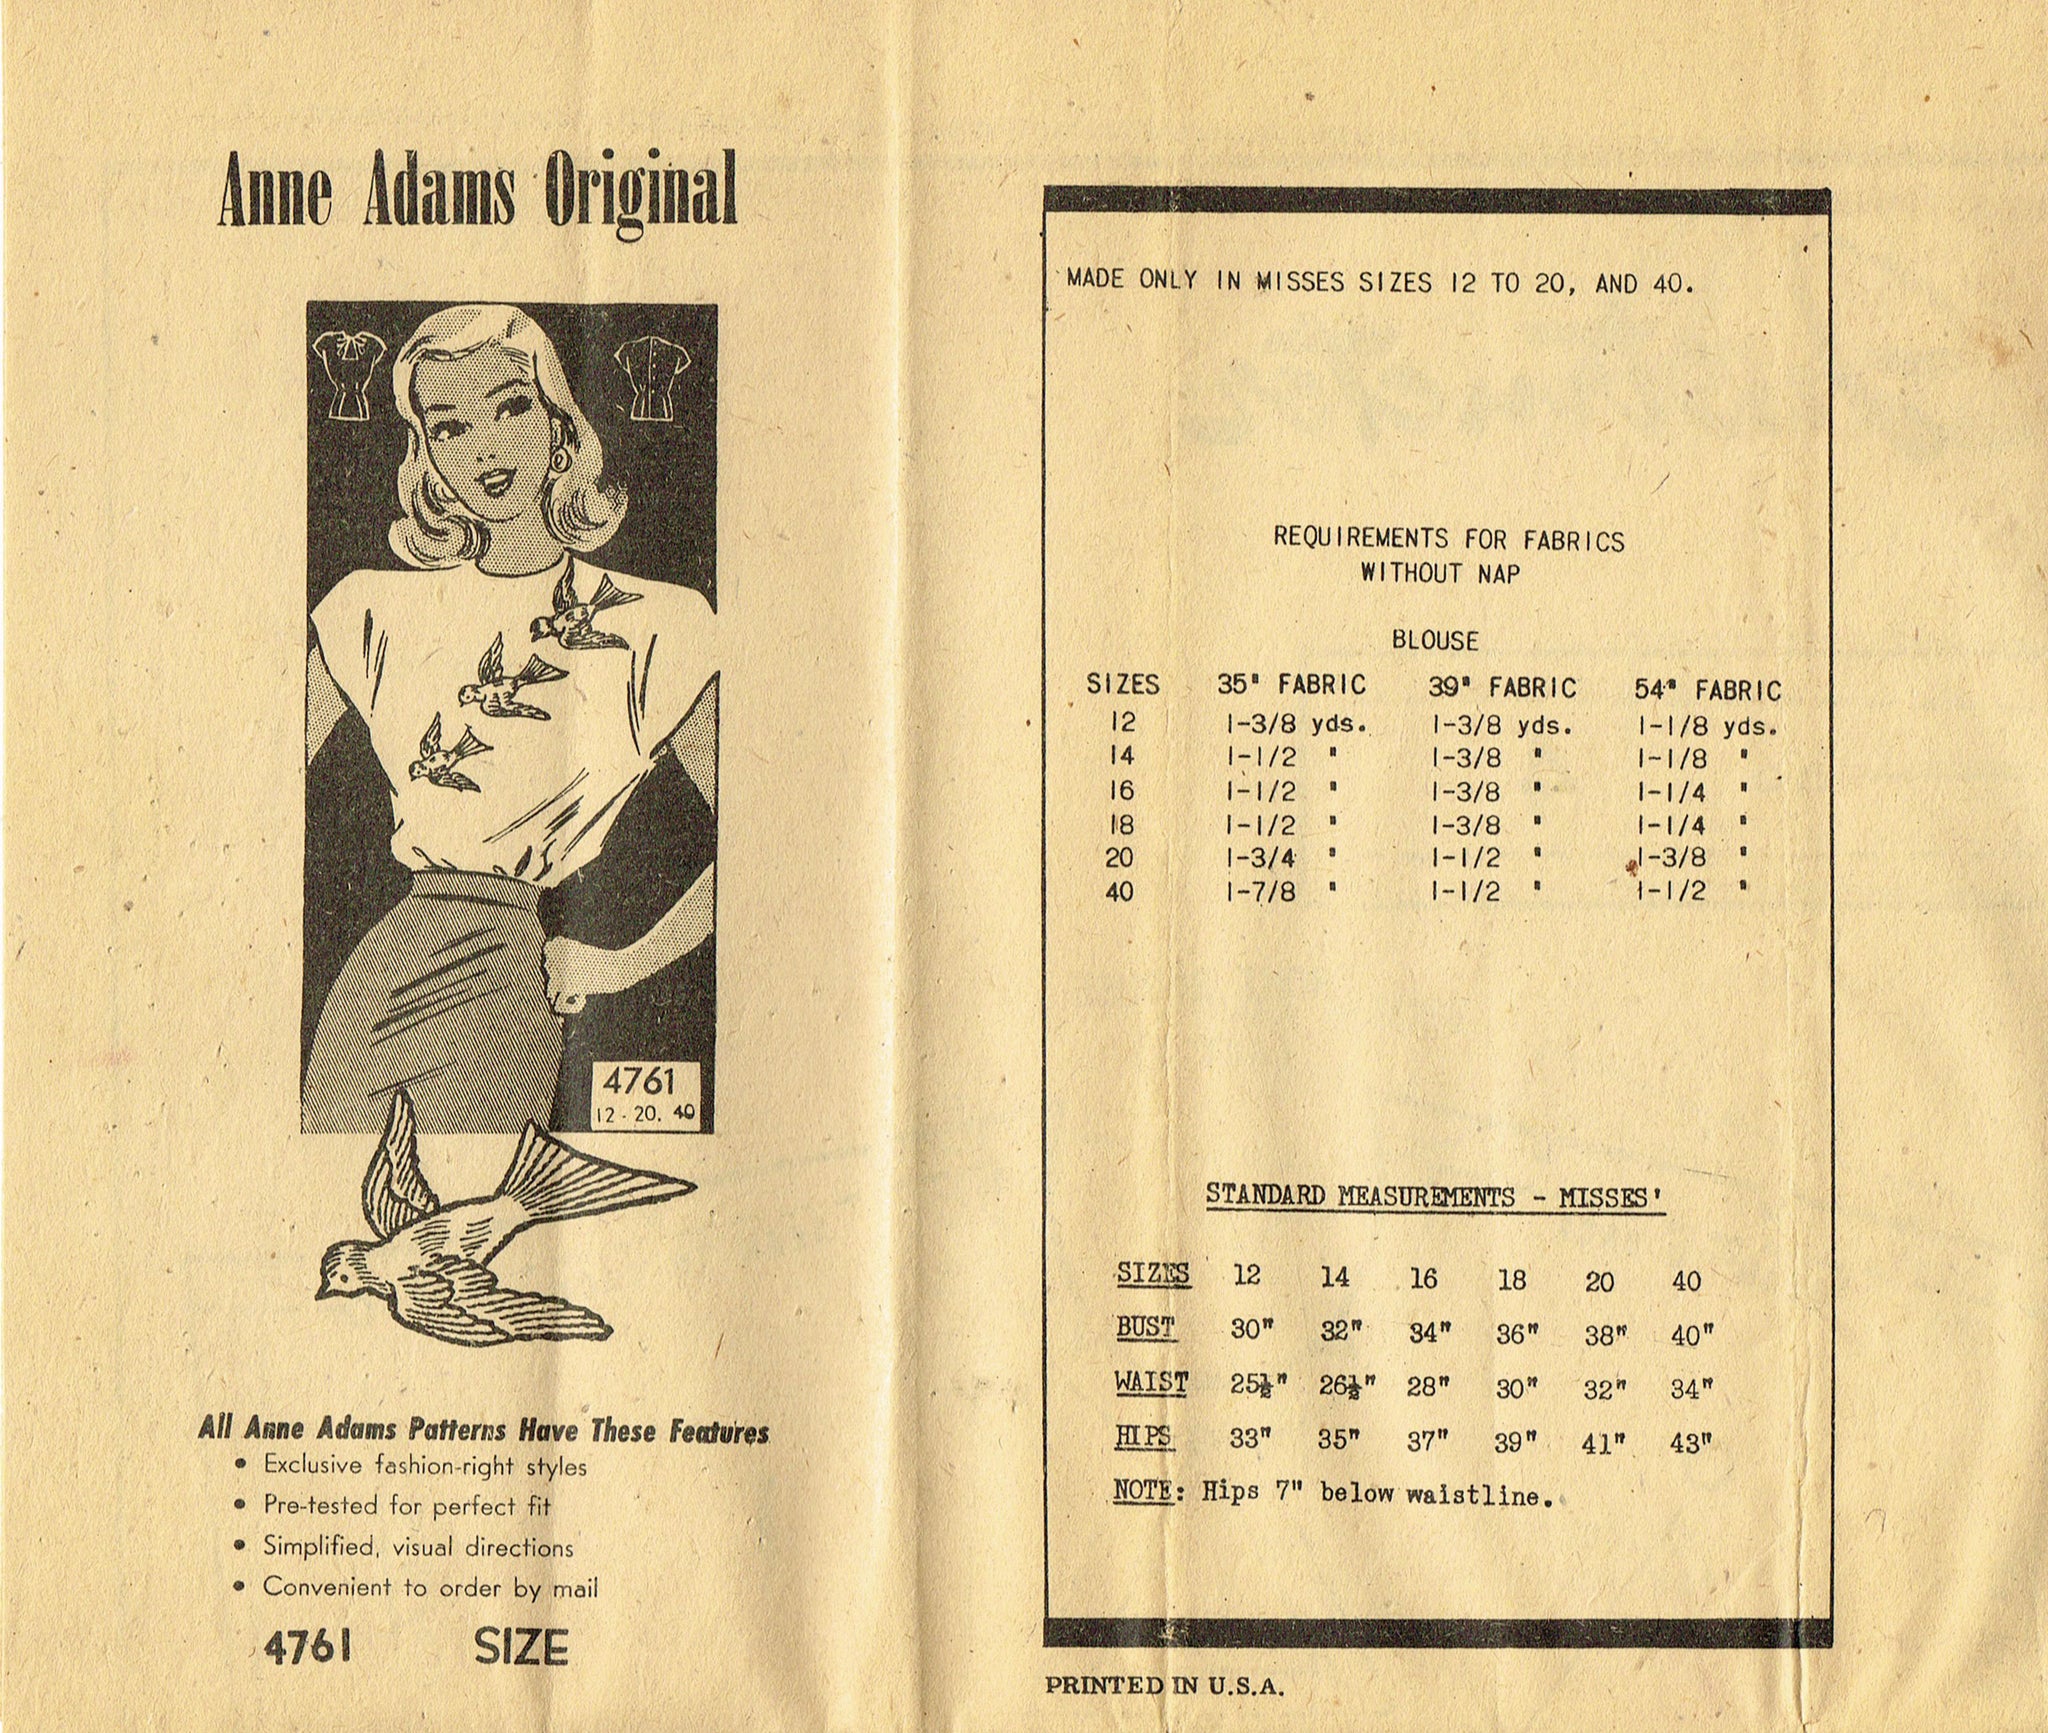 Anne Adams Original
4761
12 - 20. 40
All Anne Adams Patterns Have These Features
• Exclusive fashion-right styles
• Pre-tested for perfect fit
• Simplified, visual directions
• Convenient to order by mail
4761 SIZE
MADE ONLY IN MISSES SIZES 12 TO 20, AND 40.
REQUIREMENTS FOR FABRICS
WITHOUT NAP
BLOUSE
SIZES 35" FABRIC 39" FABRIC 54" FABRIC
12 1-3/8 yds. 1-3/8 yds. 1-1/8 yds.
14 1-1/2 " 1-3/8 " 1-1/8 "
16 1-1/2 " 1-3/8 " 1-1/4 "
18 1-1/2 " 1-3/8 " 1-1/4 "
20 1-3/4 " 1-1/2 " 1-3/8 "
40 1-7/8 " 1-1/2 " 1-1/2 "
STANDARD MEASUREMENTS - MISSES'
SIZES 12 14 16 18 20 40
BUST 30" 32" 34" 36" 38" 40"
WAIST 25½" 26½" 28" 30" 32" 34"
HIPS 33" 35" 37" 39" 41" 43"
NOTE: Hips 7" below waistline.
PRINTED IN U.S.A.